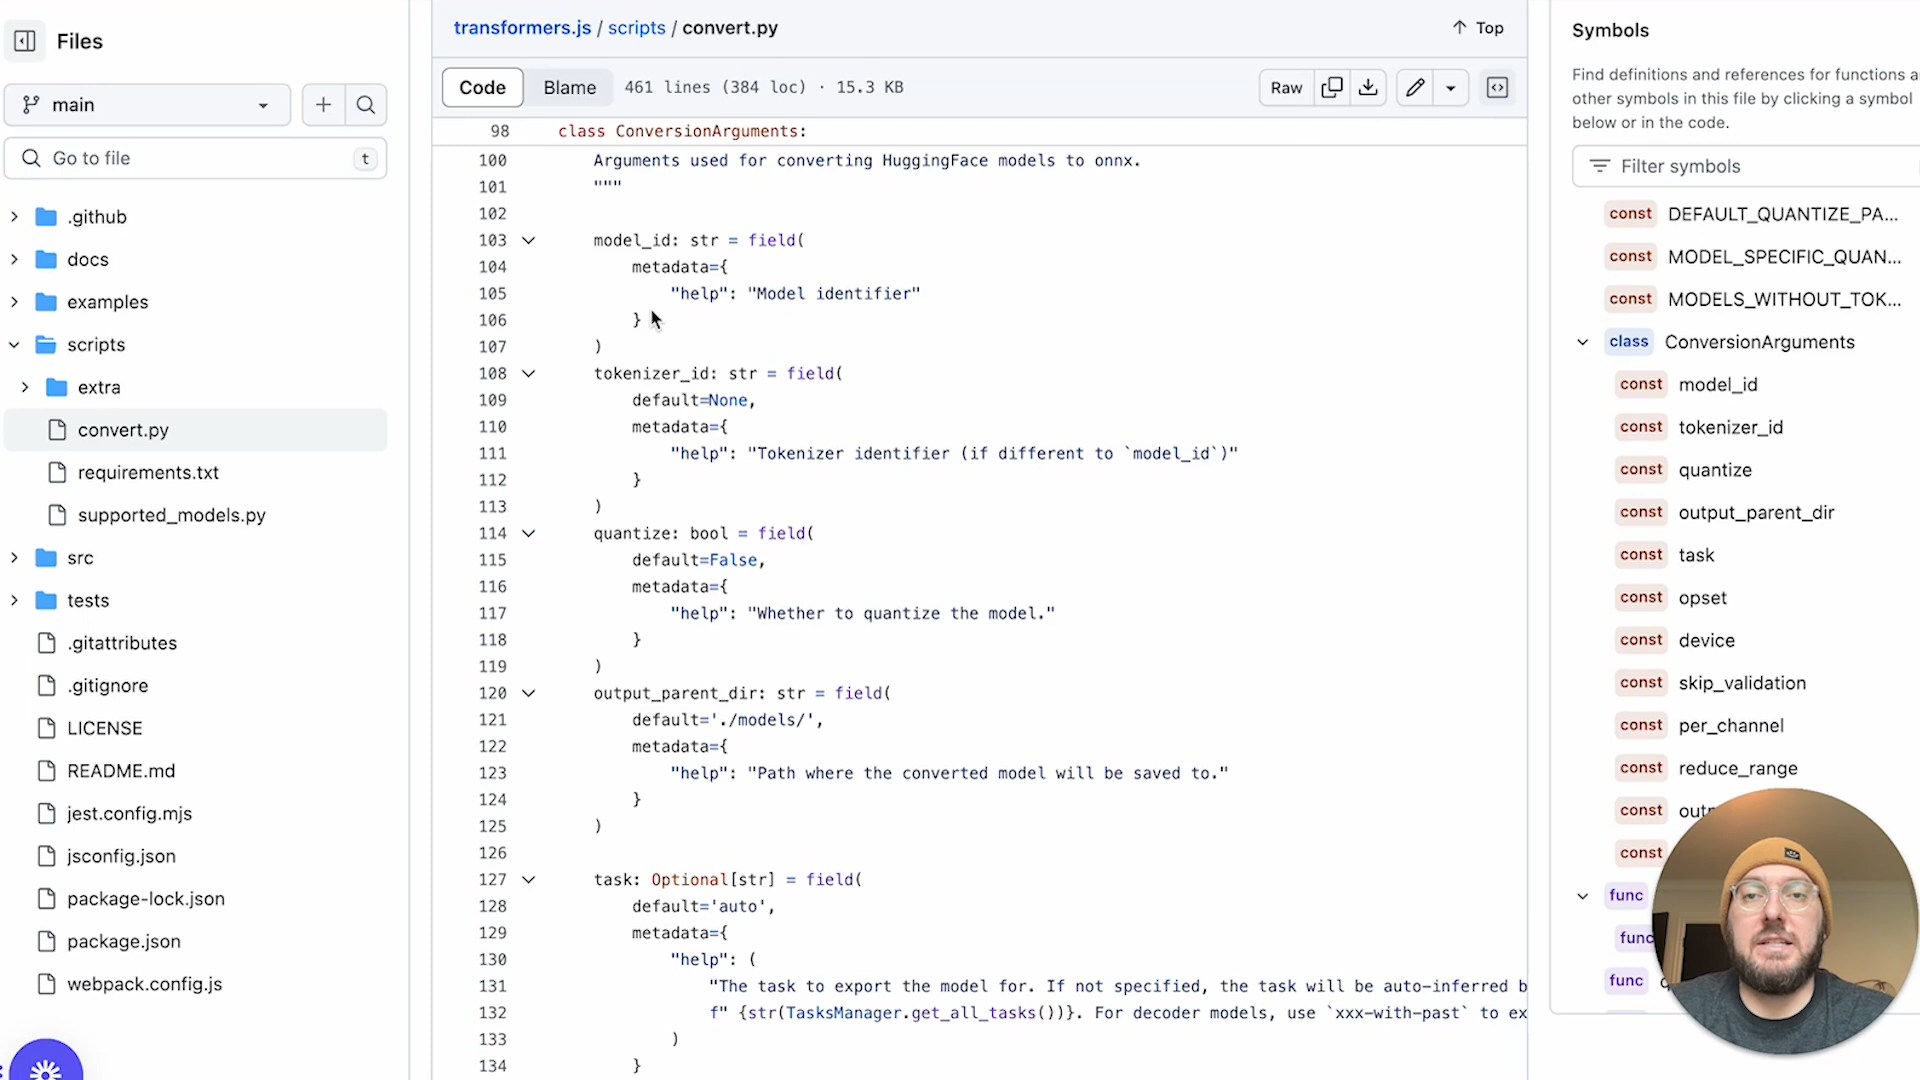 Files
main
Go to file
t
.github
docs
examples
scripts
extra
convert.py
requirements.txt
supported_models.py
src
tests
.gitattributes
.gitignore
LICENSE
README.md
jest.config.mjs
jsconfig.json
package-lock.json
package.json
webpack.config.js
transformers.js / scripts / convert.py
Top
Code
Blame
461 lines (384 loc) · 15.3 KB
Raw
98 class ConversionArguments:
100 Arguments used for converting HuggingFace models to onnx.
101 """
102
103 model_id: str = field(
104 metadata={
105 "help": "Model identifier"
106 }
107 )
108 tokenizer_id: str = field(
109 default=None,
110 metadata={
111 "help": "Tokenizer identifier (if different to `model_id`)"
112 }
113 )
114 quantize: bool = field(
115 default=False,
116 metadata={
117 "help": "Whether to quantize the model."
118 }
119 )
120 output_parent_dir: str = field(
121 default='./models/',
122 metadata={
123 "help": "Path where the converted model will be saved to."
124 }
125 )
126
127 task: Optional[str] = field(
128 default='auto',
129 metadata={
130 "help": (
131 "The task to export the model for. If not specified, the task will be auto-inferred b
132 f" {str(TasksManager.get_all_tasks())}. For decoder models, use `xxx-with-past` to ex
133 )
134 }
Symbols
Find definitions and references for functions a
other symbols in this file by clicking a symbol
below or in the code.
Filter symbols
const DEFAULT_QUANTIZE_PA...
const MODEL_SPECIFIC_QUAN...
const MODELS_WITHOUT_TOK...
class ConversionArguments
const model_id
const tokenizer_id
const quantize
const output_parent_dir
const task
const opset
const device
const skip_validation
const per_channel
const reduce_range
const out
const
func
func
func